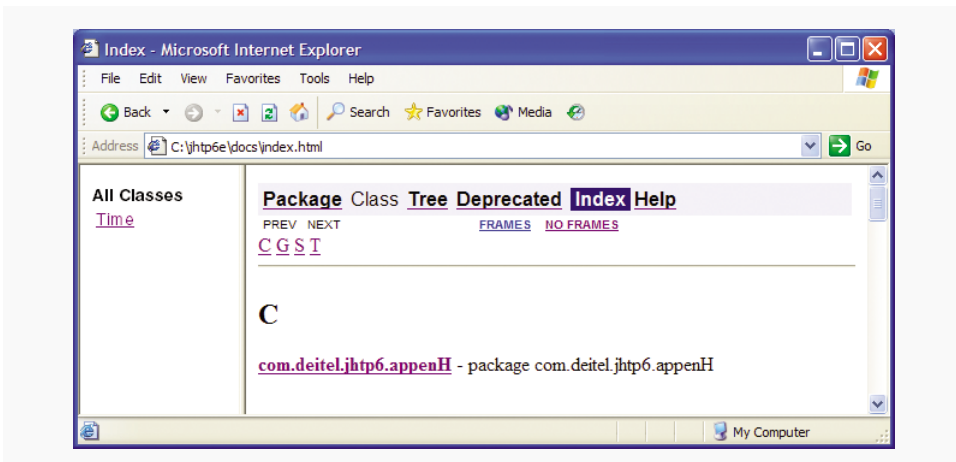 Index - Microsoft Internet Explorer
File Edit View Favorites Tools Help
Back Search Favorites Media
Address C:\jhtp6e\docs\index.html Go
All Classes
Time
Package Class Tree Deprecated Index Help
PREV NEXT FRAMES NO FRAMES
C G S T
C
com.deitel.jhtp6.appenH - package com.deitel.jhtp6.appenH
My Computer